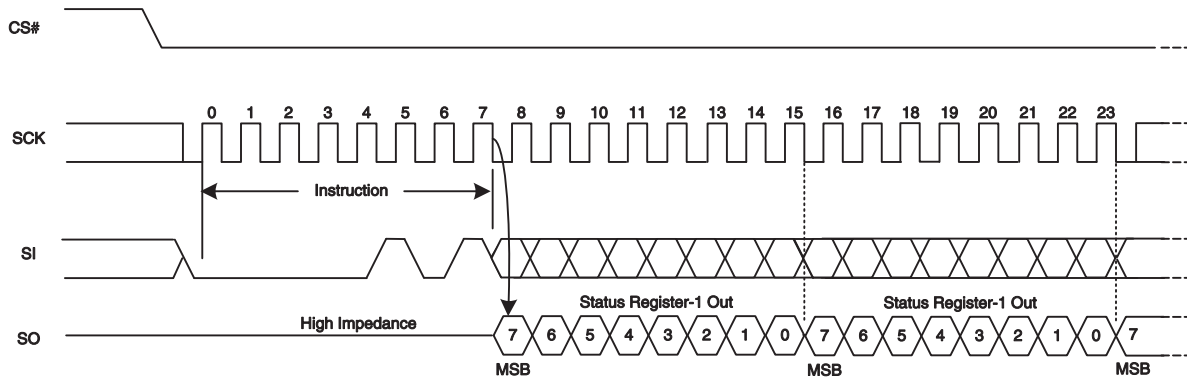 CS#
0 1 2 3 4 5 6 7 8 9 10 11 12 13 14 15 16 17 18 19 20 21 22 23
SCK
Instruction
SI
Status Register-1 Out Status Register-1 Out
High Impedance
SO
7 6 5 4 3 2 1 0 7 6 5 4 3 2 1 0 7
MSB MSB MSB